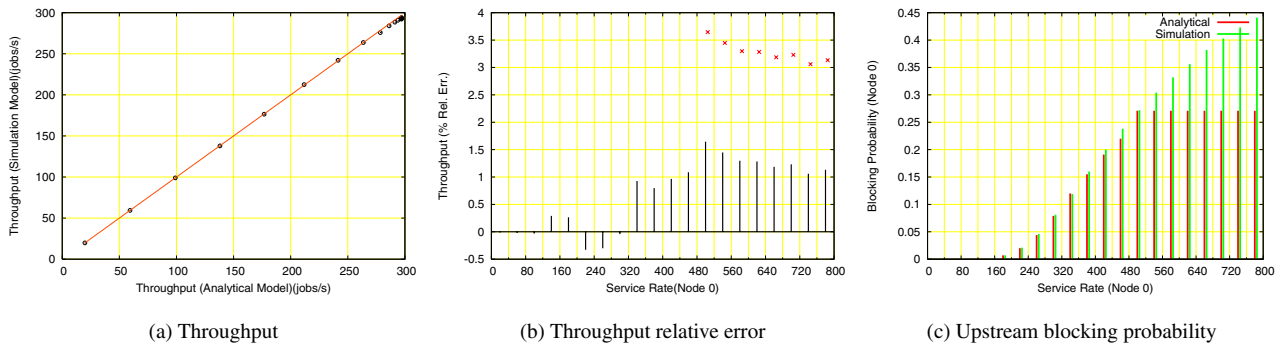 300
250
200
150
100
50
0
0 50 100 150 200 250 300
Throughput (Simulation Model)(jobs/s)
Throughput (Analytical Model)(jobs/s)
(a) Throughput
4
3.5
3
2.5
2
1.5
1
0.5
0
-0.5
0 80 160 240 320 400 480 560 640 720 800
Throughput (% Rel. Err.)
Service Rate(Node 0)
(b) Throughput relative error
0.45
0.4
0.35
0.3
0.25
0.2
0.15
0.1
0.05
0
0 80 160 240 320 400 480 560 640 720 800
Blocking Probability (Node 0)
Service Rate (Node 0)
Analytical
Simulation
(c) Upstream blocking probability